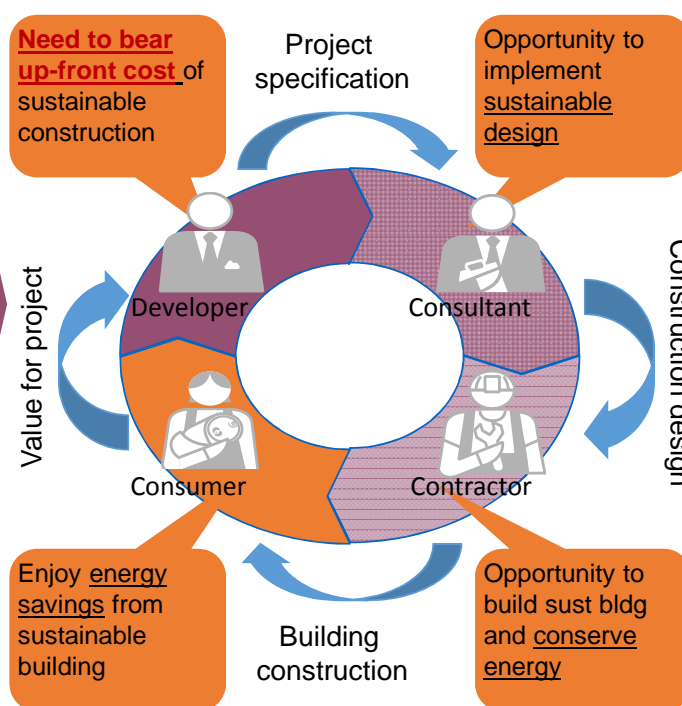 Need to bear
up-front cost of
sustainable
construction
Project
specification
Opportunity to
implement
sustainable
design
Developer
Consultant
Value for project
Construction design
Consumer
Contractor
Enjoy energy
savings from
sustainable
building
Building
construction
Opportunity to
build sust bldg
and conserve
energy